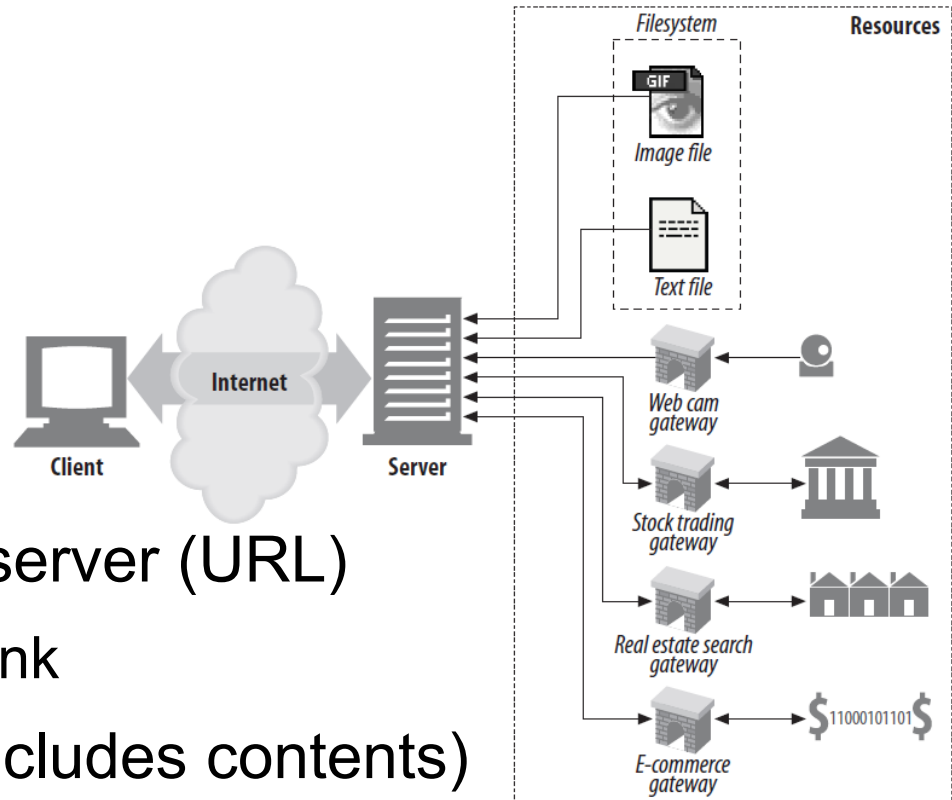 Filesystem
Resources
GIF
Image file
Text file
Internet
Client
Server
Web cam
gateway
Stock trading
gateway
server (URL)
Real estate search
gateway
nk
cludes contents)
$11000101101$
E-commerce
gateway